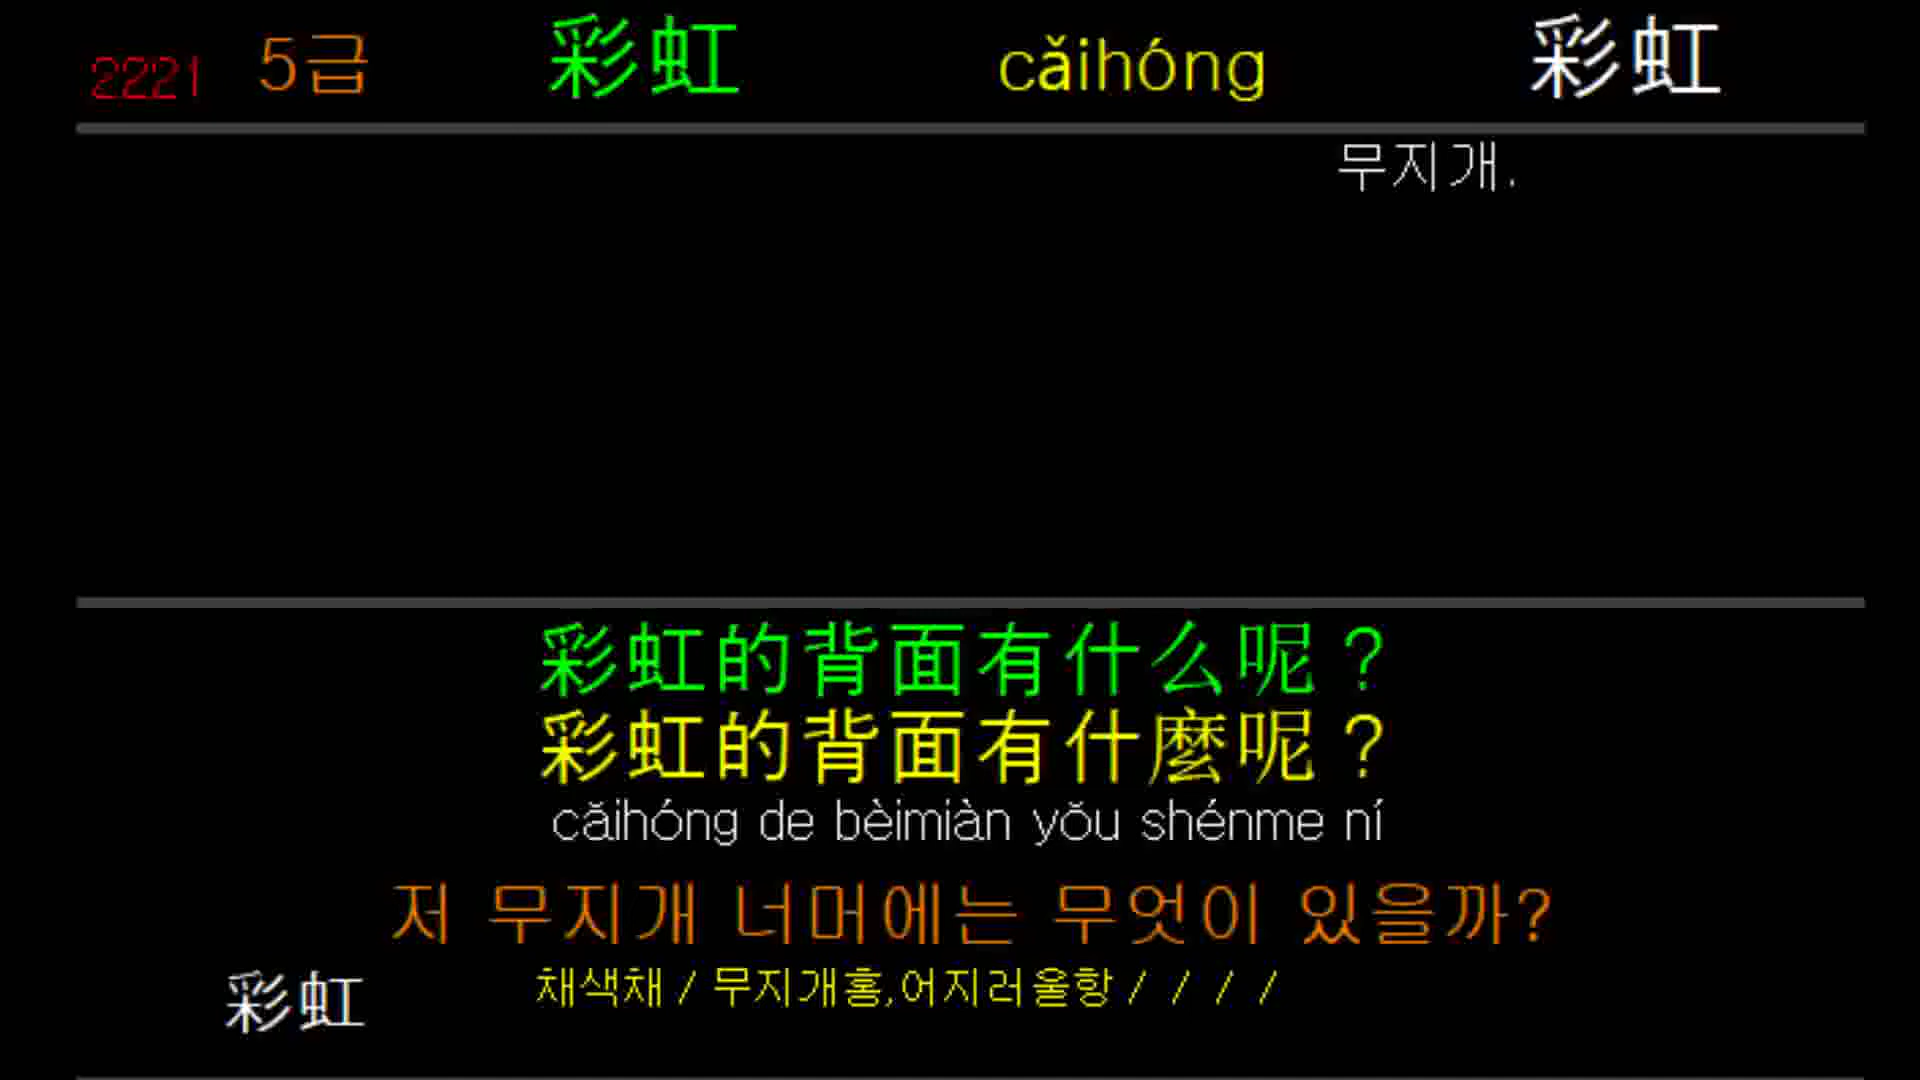 2221 5급 彩虹 cǎihóng 彩虹
무지개.
彩虹的背面有什么呢？
彩虹的背面有什麼呢？
cǎihóng de bèimiàn yǒu shénme ní
저 무지개 너머에는 무엇이 있을까?
彩虹 채색채 / 무지개홍,어지러울항 / / / /